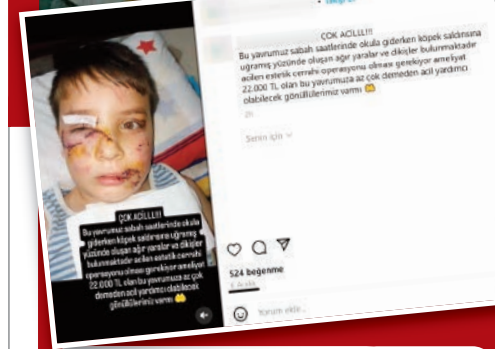 ÇOK ACİLLL!!!
Bu yavrumuz sabah saatlerinde okula
giderken köpek saldırısına uğramış
yüzünde oluşan ağır yaralar ve dikişler
bulunmaktadır acilen estetik cerrahi
operasyonu olması gerekiyor ameliyat
22.000 TL olan bu yavrumuza az çok
demeden acil yardımcı olabilecek
gönüllülerimiz varmı
ÇOK ACİLLL!!!
Bu yavrumuz sabah saatlerinde okula giderken köpek saldırısına
uğramış yüzünde oluşan ağır yaralar ve dikişler bulunmaktadır
acilen estetik cerrahi operasyonu olması gerekiyor ameliyat
22.000 TL olan bu yavrumuza az çok demeden acil yardımcı
olabilecek gönüllülerimiz varmı
Senin için
524 beğenme
Yorum ekle...